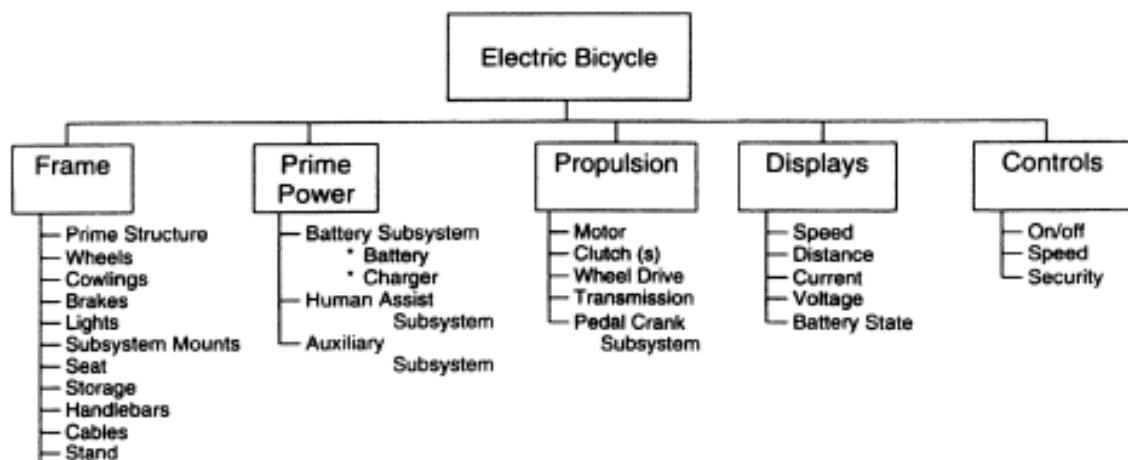 Electric Bicycle
Frame
Prime Structure
Wheels
Cowlings
Brakes
Lights
Subsystem Mounts
Seat
Storage
Handlebars
Cables
Stand
Prime
Power
Battery Subsystem
* Battery
* Charger
Human Assist
Subsystem
Auxiliary
Subsystem
Propulsion
Motor
Clutch (s)
Wheel Drive
Transmission
Pedal Crank
Subsystem
Displays
Speed
Distance
Current
Voltage
Battery State
Controls
On/off
Speed
Security